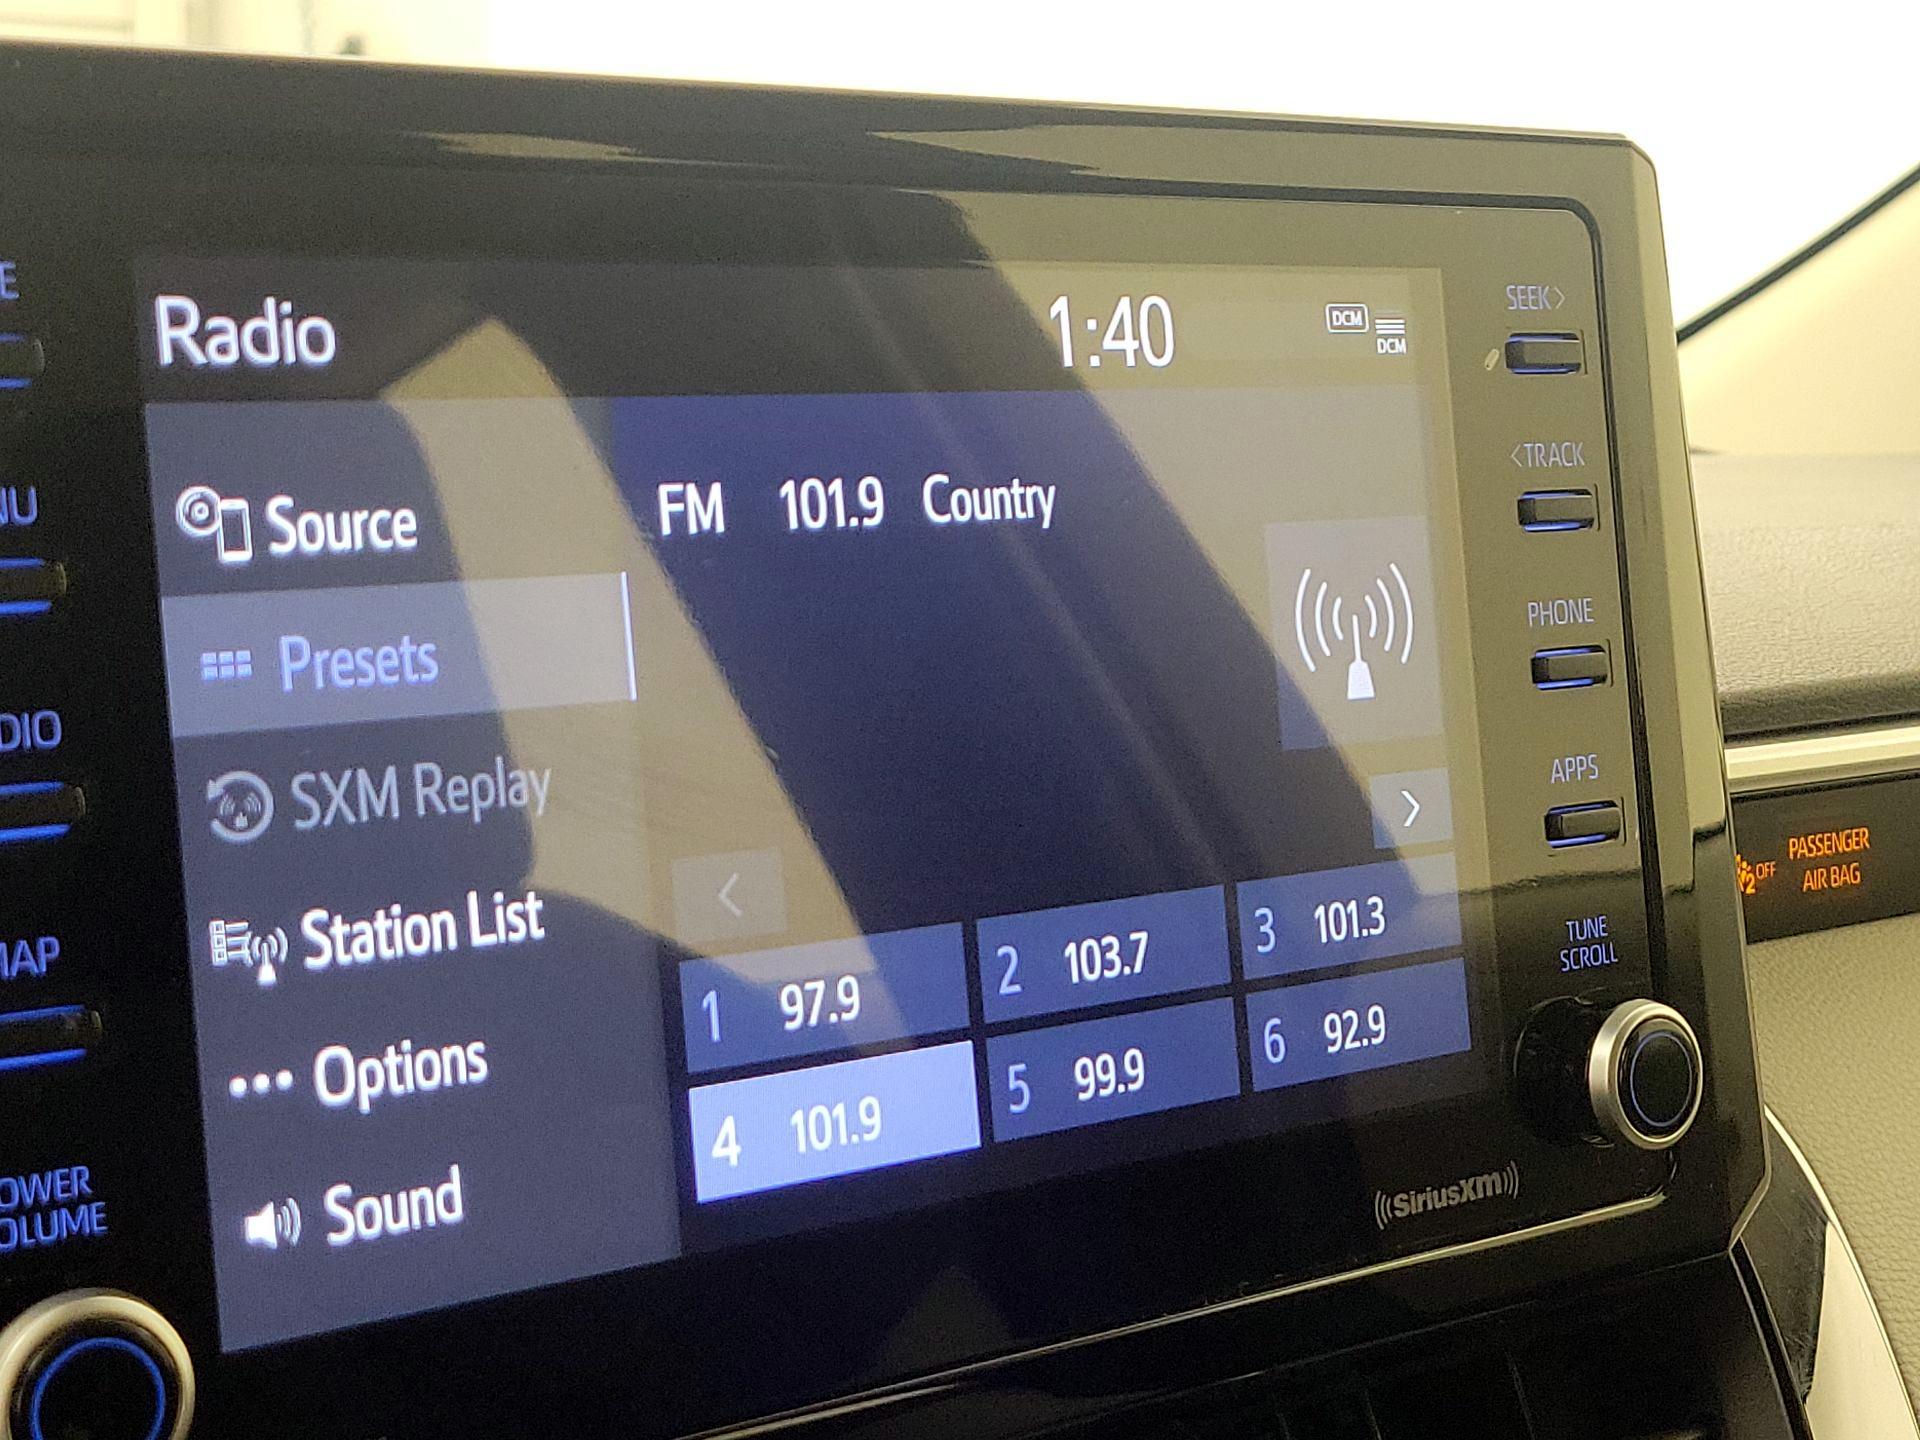 Radio
1:40
DCM
DCM
Source
Presets
SXM Replay
Station List
Options
Sound
FM 101.9 Country
<
>
1 97.9
2 103.7
3 101.3
4 101.9
5 99.9
6 92.9
SEEK>
<TRACK
PHONE
APPS
TUNE
SCROLL
((SiriusXM))
E
NU
DIO
MAP
OWER
OLUME
2 OFF
PASSENGER
AIR BAG